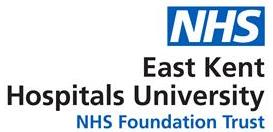 NHS
East Kent
Hospitals University
NHS Foundation Trust